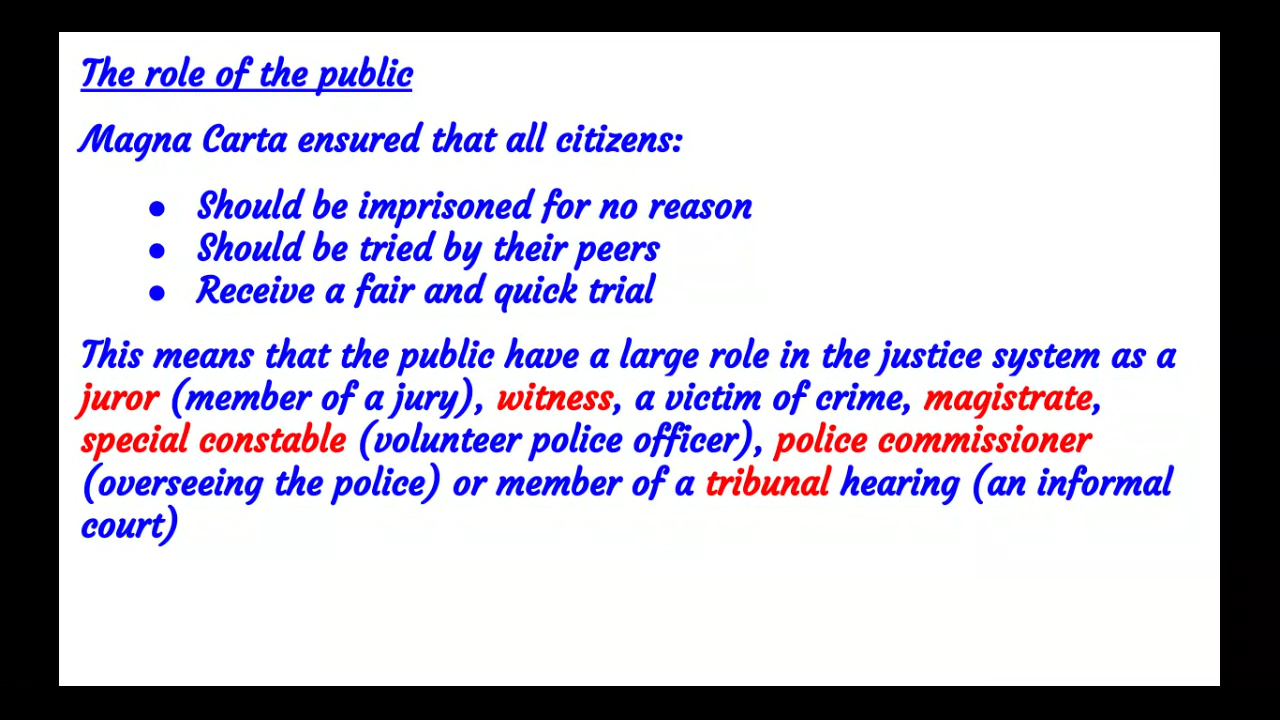 The role of the public
Magna Carta ensured that all citizens:
● Should be imprisoned for no reason
● Should be tried by their peers
● Receive a fair and quick trial
This means that the public have a large role in the justice system as a
juror (member of a jury), witness, a victim of crime, magistrate,
special constable (volunteer police officer), police commissioner
(overseeing the police) or member of a tribunal hearing (an informal
court)